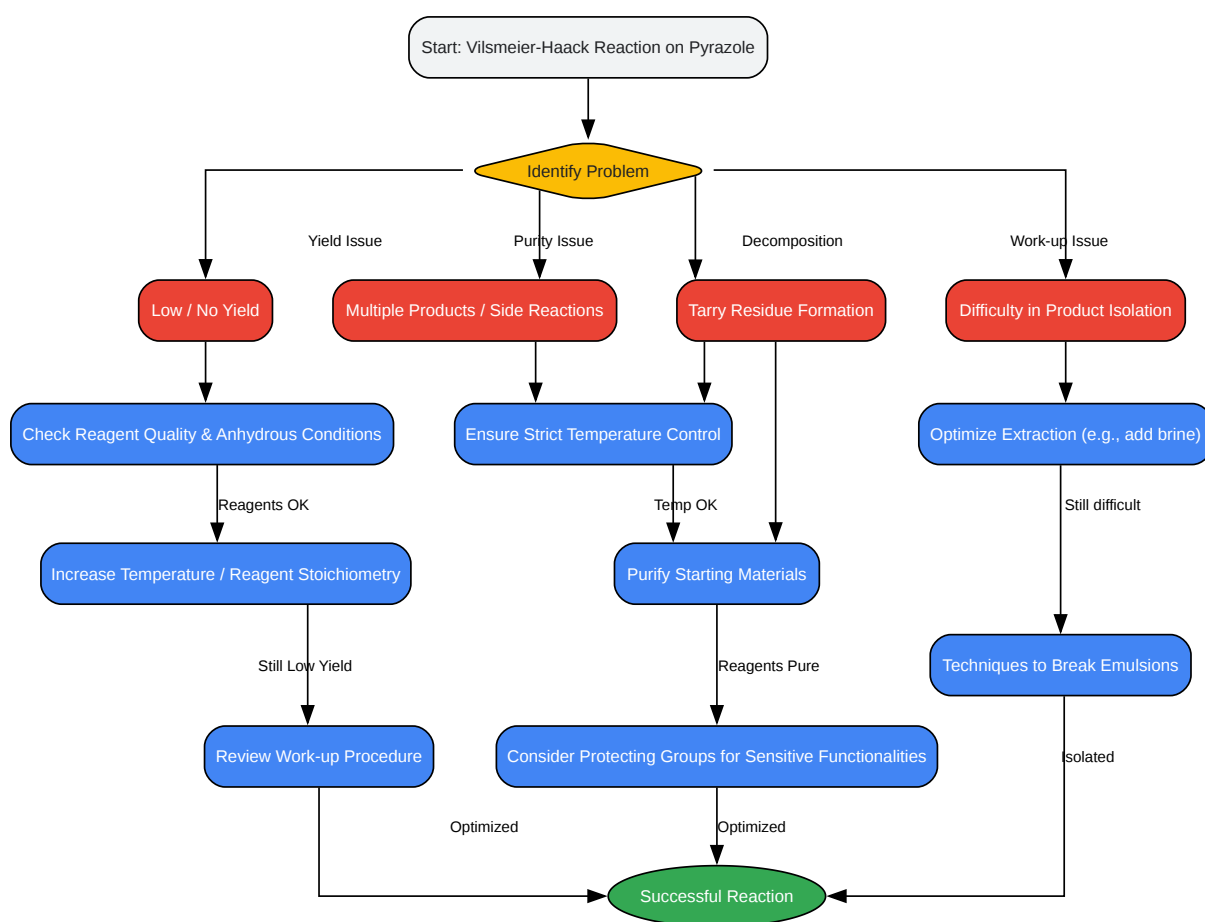 Start: Vilsmeier-Haack Reaction on Pyrazole
Identify Problem
Yield Issue
Purity Issue
Decomposition
Work-up Issue
Low / No Yield
Multiple Products / Side Reactions
Tarry Residue Formation
Difficulty in Product Isolation
Check Reagent Quality & Anhydrous Conditions
Ensure Strict Temperature Control
Optimize Extraction (e.g., add brine)
Reagents OK
Temp OK
Still difficult
Increase Temperature / Reagent Stoichiometry
Purify Starting Materials
Still Low Yield
Reagents Pure
Techniques to Break Emulsions
Review Work-up Procedure
Consider Protecting Groups for Sensitive Functionalities
Isolated
Optimized
Optimized
Successful Reaction